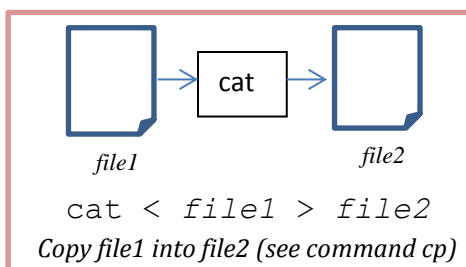 cat
file1
file2
cat < file1 > file2
Copy file1 into file2 (see command cp)